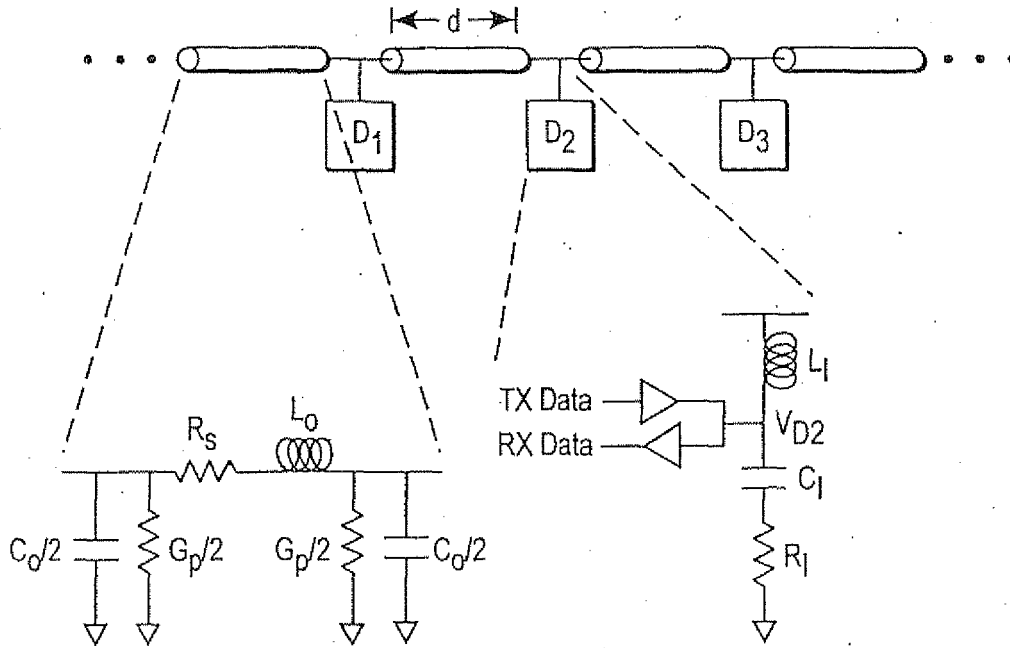 d
D1 D2 D3
TX Data
RX Data
LI
VD2
CI
RI
Rs Lo
Co/2 Gp/2 Gp/2 Co/2